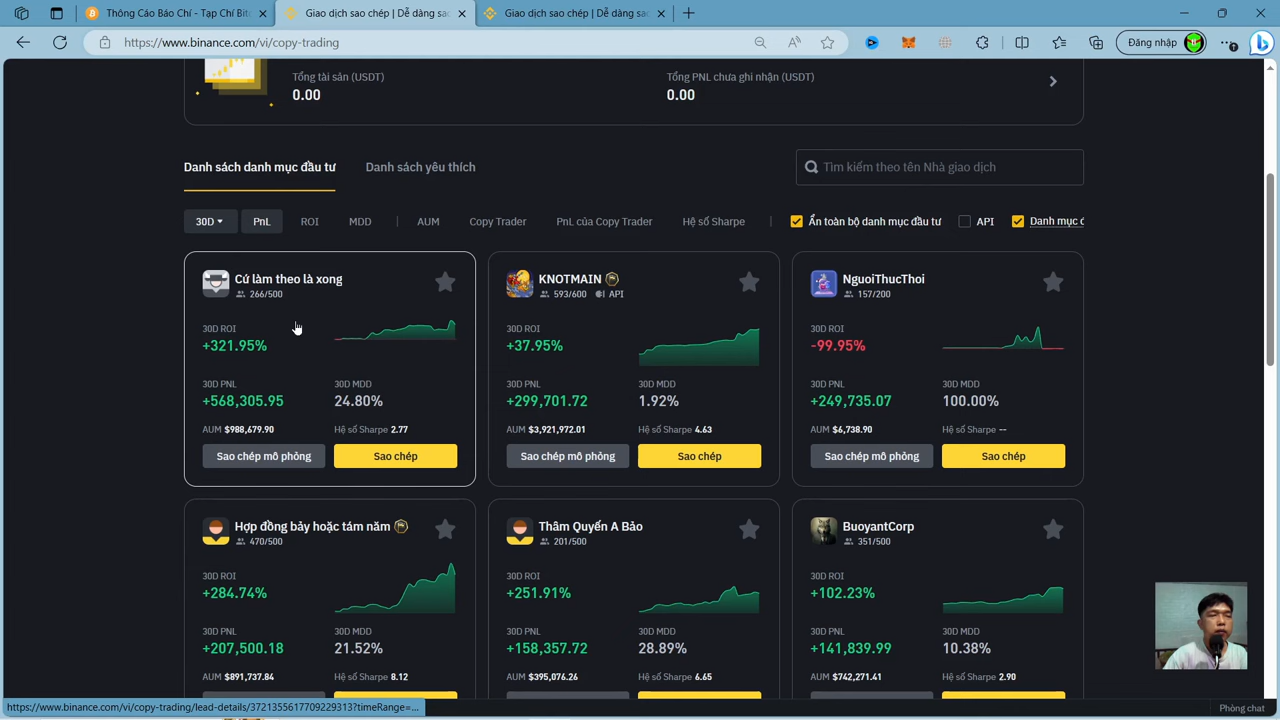 Thông Cáo Báo Chí - Tạp Chí Bit
Giao dịch sao chép | Dễ dàng sao
Giao dịch sao chép | Dễ dàng sao
https://www.binance.com/vi/copy-trading
Đăng nhập
Tổng tài sản (USDT)
Tổng PNL chưa ghi nhận (USDT)
0.00
0.00
Danh sách danh mục đầu tư
Danh sách yêu thích
Tìm kiếm theo tên Nhà giao dịch
30D
PnL
ROI
MDD
AUM
Copy Trader
PnL của Copy Trader
Hệ số Sharpe
Ẩn toàn bộ danh mục đầu tư
API
Danh mục đ
Cứ làm theo là xong
266/500
30D ROI
+321.95%
30D PNL
30D MDD
+568,305.95
24.80%
AUM $988,679.90
Hệ số Sharpe 2.77
Sao chép mô phỏng
Sao chép
KNOTMAIN
593/600
API
30D ROI
+37.95%
30D PNL
30D MDD
+299,701.72
1.92%
AUM $3,921,972.01
Hệ số Sharpe 4.63
Sao chép mô phỏng
Sao chép
NguoiThucThoi
157/200
30D ROI
-99.95%
30D PNL
30D MDD
+249,735.07
100.00%
AUM $6,738.90
Hệ số Sharpe --
Sao chép mô phỏng
Sao chép
Hợp đồng bảy hoặc tám năm
470/500
30D ROI
+284.74%
30D PNL
30D MDD
+207,500.18
21.52%
AUM $891,737.84
Hệ số Sharpe 8.12
Thâm Quyến A Bảo
201/500
30D ROI
+251.91%
30D PNL
30D MDD
+158,357.72
28.89%
AUM $395,076.26
Hệ số Sharpe 6.65
BuoyantCorp
351/500
30D ROI
+102.23%
30D PNL
30D MDD
+141,839.99
10.38%
AUM $742,271.41
Hệ số Sharpe 2.90
https://www.binance.com/vi/copy-trading/lead-details/3721355617709229313?timeRange=...
Phòng chat